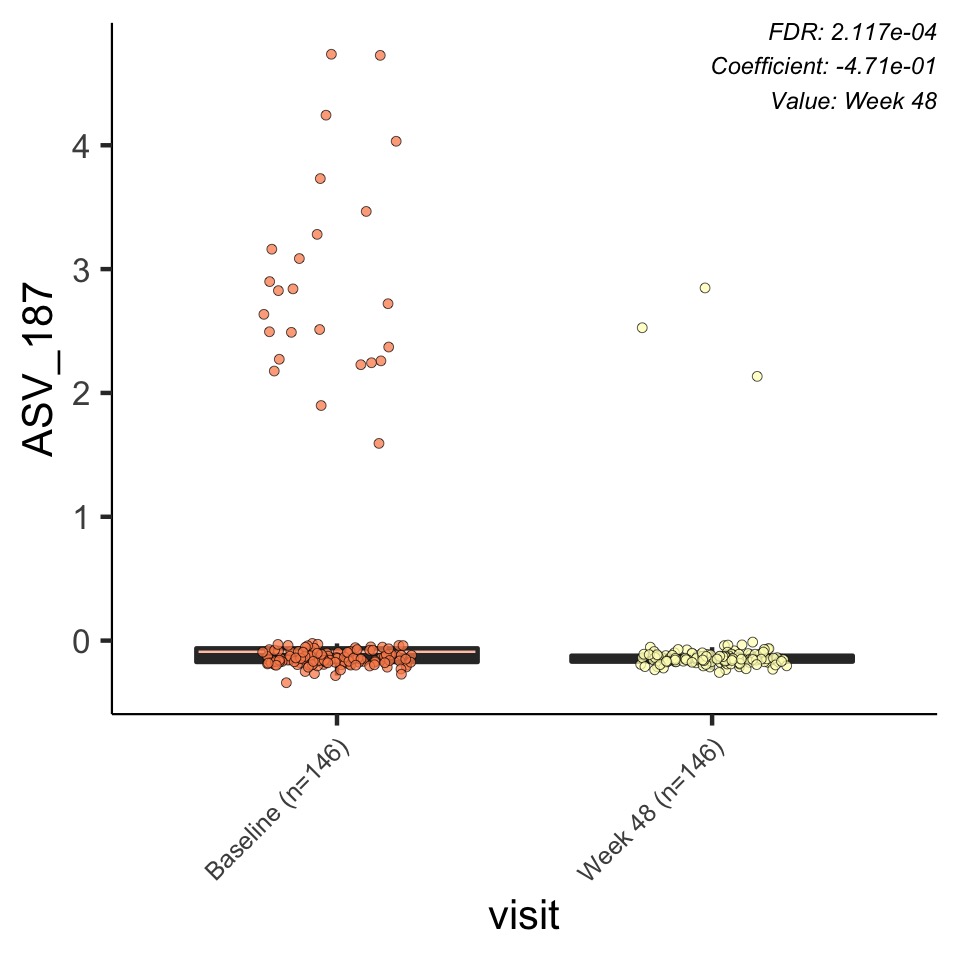 FDR: 2.117e-04
Coefficient: -4.71e-01
Value: Week 48
ASV_187
4
3
2
1
0
Baseline (n=146)
Week 48 (n=146)
visit